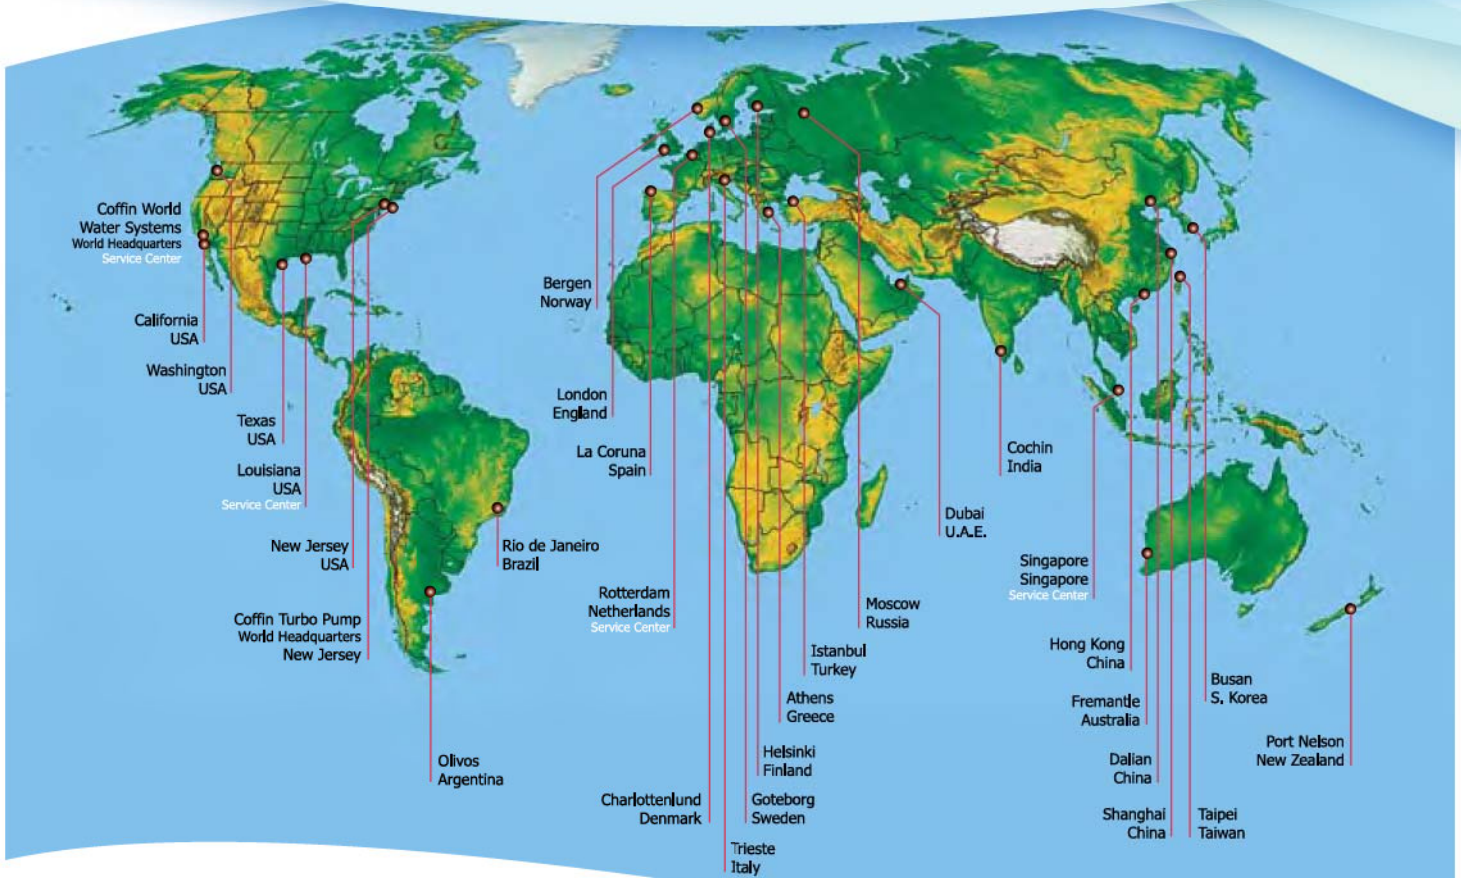 Coffin World
Water Systems
World Headquarters
Service Center
California
USA
Washington
USA
Texas
USA
Louisiana
USA
Service Center
New Jersey
USA
Coffin Turbo Pump
World Headquarters
New Jersey
Rio de Janeiro
Brazil
Olivos
Argentina
Bergen
Norway
London
England
La Coruna
Spain
Rotterdam
Netherlands
Service Center
Charlottenlund
Denmark
Trieste
Italy
Goteborg
Sweden
Helsinki
Finland
Athens
Greece
Istanbul
Turkey
Moscow
Russia
Dubai
U.A.E.
Cochin
India
Singapore
Singapore
Service Center
Hong Kong
China
Fremantle
Australia
Dalian
China
Shanghai
China
Taipei
Taiwan
Busan
S. Korea
Port Nelson
New Zealand